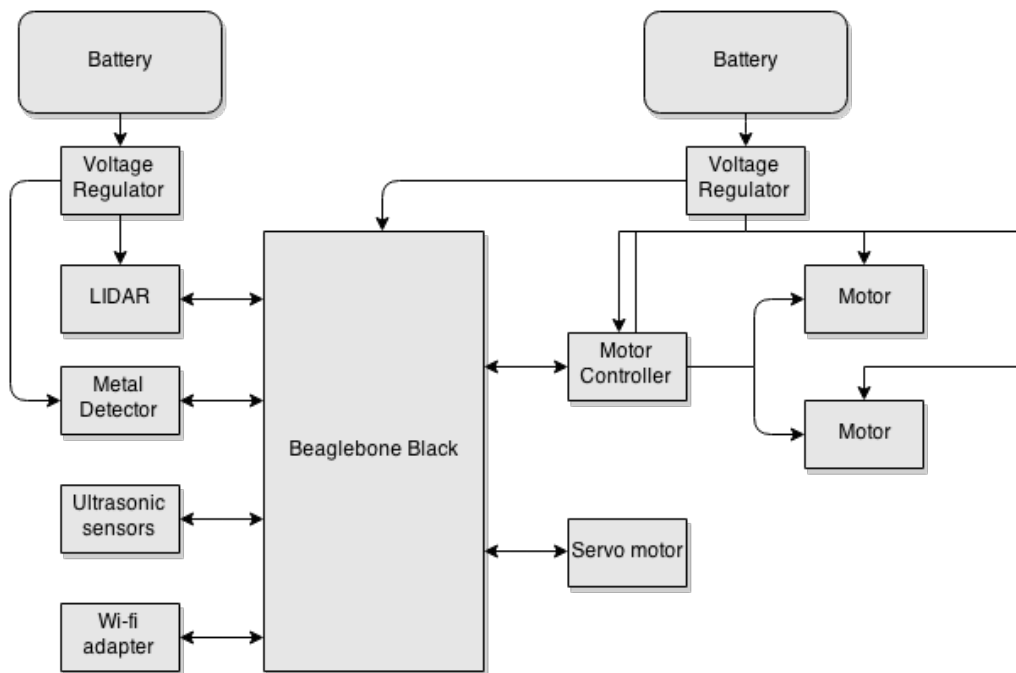 Battery
Battery
Voltage
Regulator
Voltage
Regulator
LIDAR
Motor
Motor
Controller
Metal
Detector
Motor
Beaglebone Black
Ultrasonic
sensors
Servo motor
Wi-fi
adapter